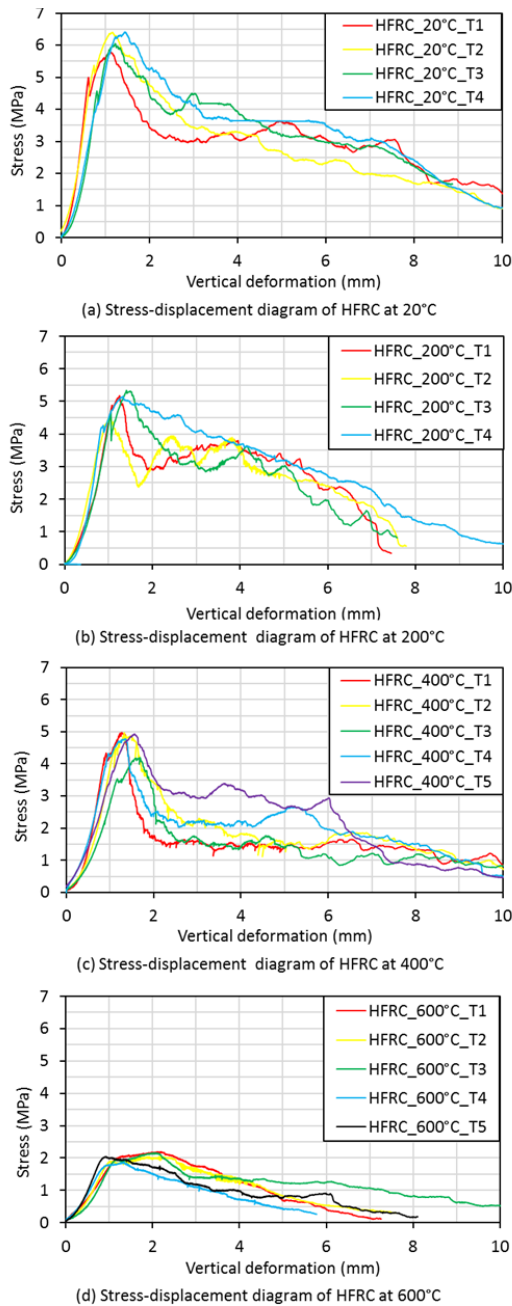 7
6
5
4
3
2
1
0
Stress (MPa)
HFRC_20°C_T1
HFRC_20°C_T2
HFRC_20°C_T3
HFRC_20°C_T4
0 2 4 6 8 10
Vertical deformation (mm)
(a) Stress-displacement diagram of HFRC at 20°C
7
6
5
4
3
2
1
0
Stress (MPa)
HFRC_200°C_T1
HFRC_200°C_T2
HFRC_200°C_T3
HFRC_200°C_T4
0 2 4 6 8 10
Vertical deformation (mm)
(b) Stress-displacement diagram of HFRC at 200°C
7
6
5
4
3
2
1
0
Stress (MPa)
HFRC_400°C_T1
HFRC_400°C_T2
HFRC_400°C_T3
HFRC_400°C_T4
HFRC_400°C_T5
0 2 4 6 8 10
Vertical deformation (mm)
(c) Stress-displacement diagram of HFRC at 400°C
7
6
5
4
3
2
1
0
Stress (MPa)
HFRC_600°C_T1
HFRC_600°C_T2
HFRC_600°C_T3
HFRC_600°C_T4
HFRC_600°C_T5
0 2 4 6 8 10
Vertical deformation (mm)
(d) Stress-displacement diagram of HFRC at 600°C